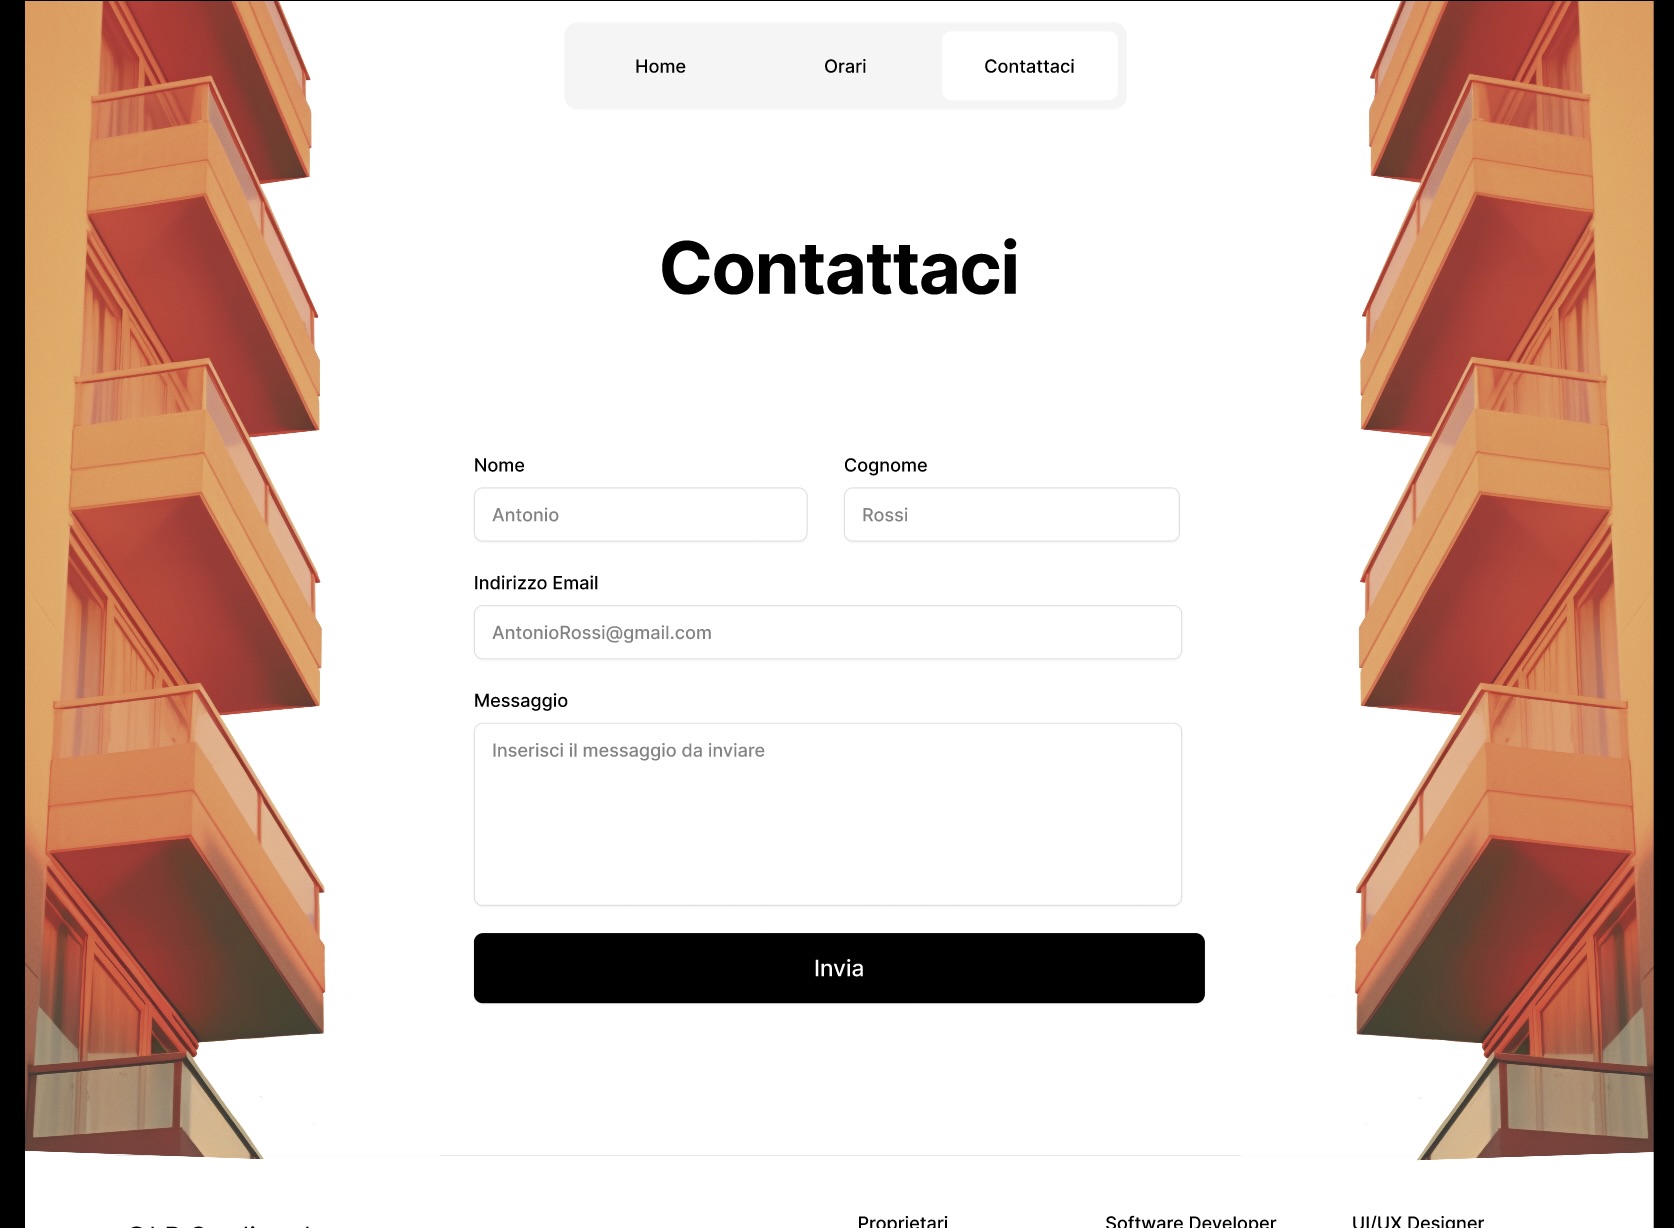 Home Orari Contattaci
Contattaci
Nome Cognome
Antonio Rossi
Indirizzo Email
AntonioRossi@gmail.com
Messaggio
Inserisci il messaggio da inviare
Invia
Proprietari Software Developer UI/UX Designer